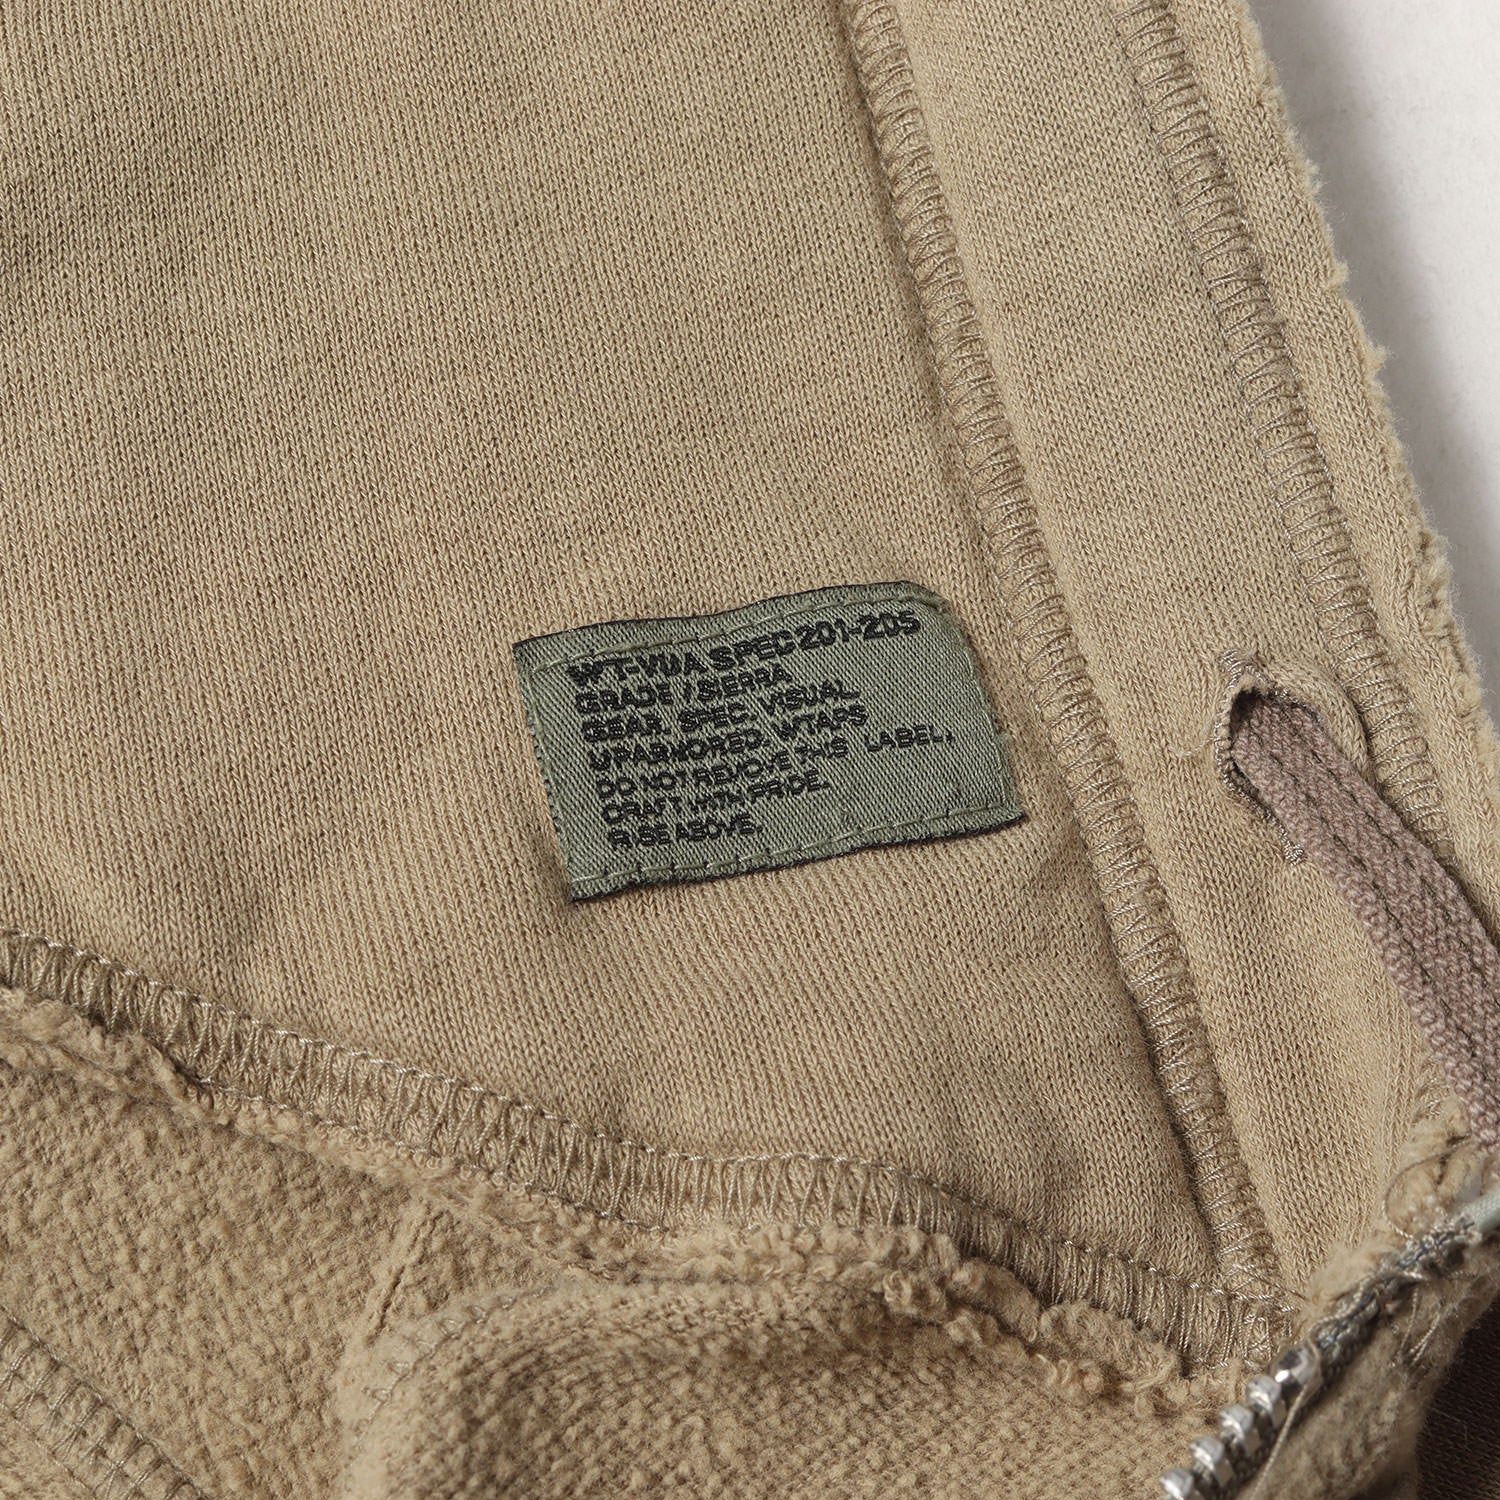 WT-VUA SPEC 201-205
GRADE / SIERRA
GEAR. SPEC. VISUAL
UPARMORED. WTAPS
DO NOT REMOVE THIS LABEL.
CRAFT WITH PRIDE.
RISE ABOVE.